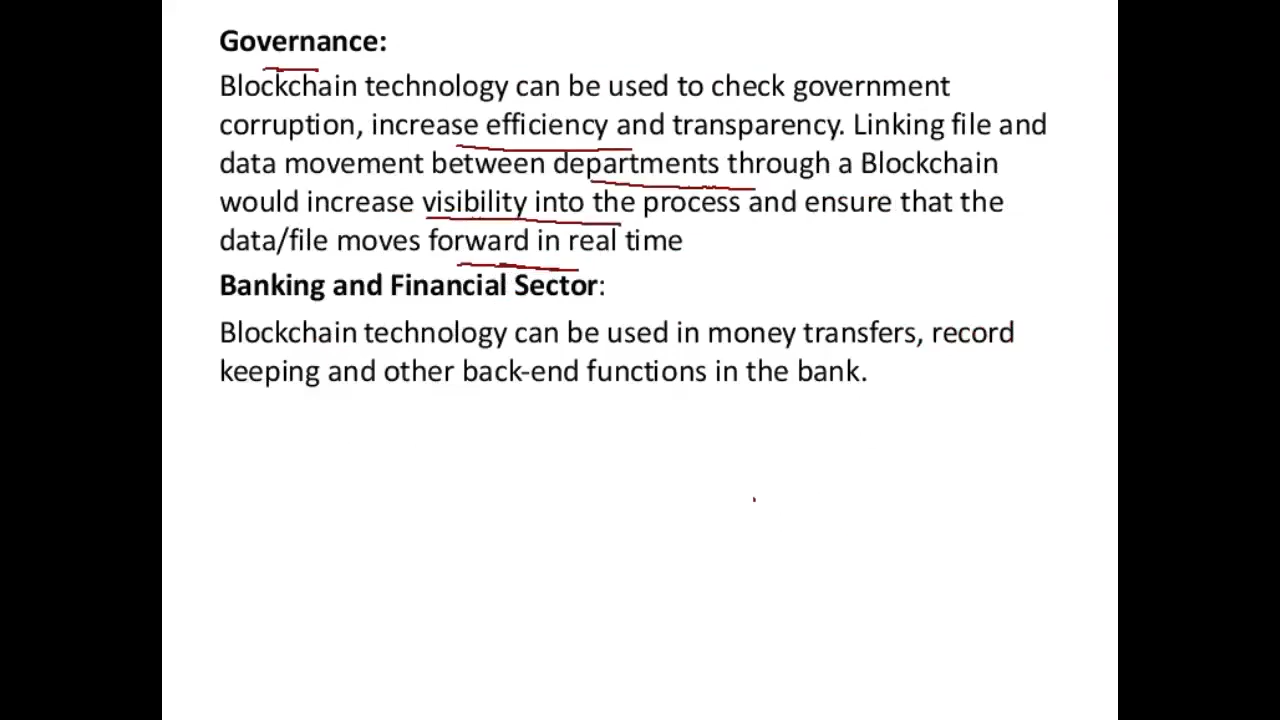 Governance:
Blockchain technology can be used to check government
corruption, increase efficiency and transparency. Linking file and
data movement between departments through a Blockchain
would increase visibility into the process and ensure that the
data/file moves forward in real time
Banking and Financial Sector:
Blockchain technology can be used in money transfers, record
keeping and other back-end functions in the bank.